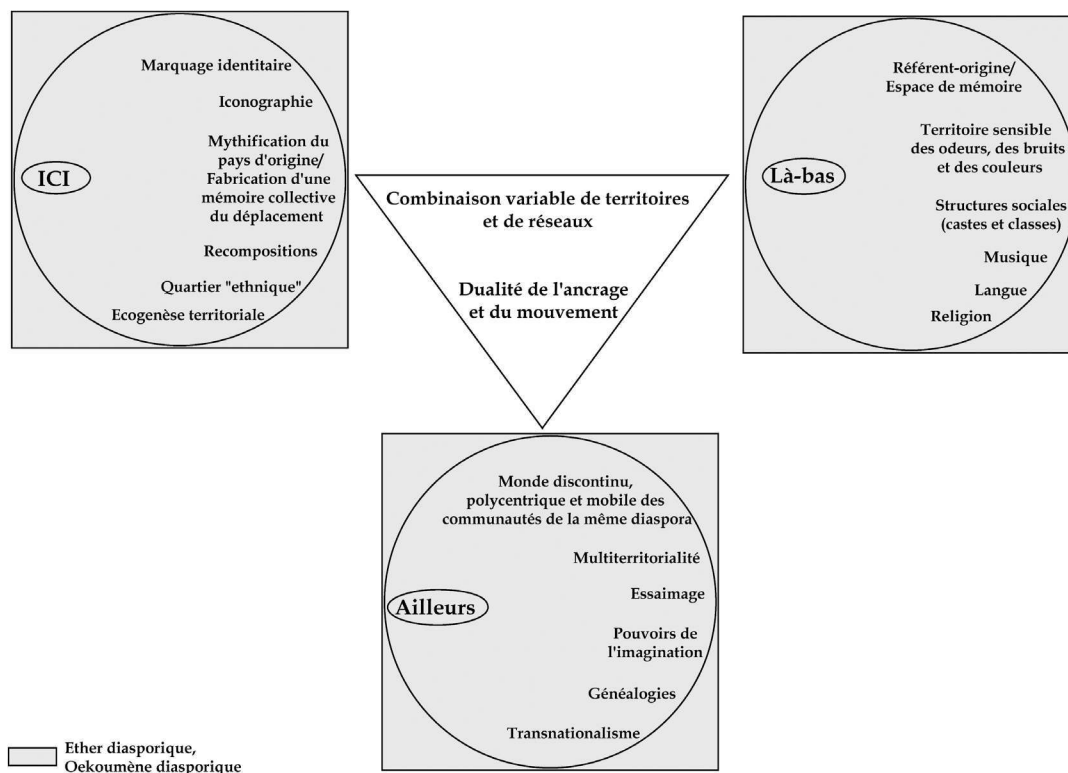 Marquage identitaire
Iconographie
Mythification du
pays d'origine/
Fabrication d'une
mémoire collective
du déplacement
ICI
Recompositions
Quartier "ethnique"
Ecogenèse territoriale
Combinaison variable de territoires
et de réseaux
Dualité de l'ancrage
et du mouvement
Référent-origine/
Espace de mémoire
Territoire sensible
des odeurs, des bruits
et des couleurs
Là-bas
Structures sociales
(castes et classes)
Musique
Langue
Religion
Monde discontinu,
polycentrique et mobile des
communautés de la même diaspora
Multiterritorialité
Essaimage
Ailleurs
Pouvoirs de
l'imagination
Généalogies
Transnationalisme
Ether diasporique,
Oekoumène diasporique